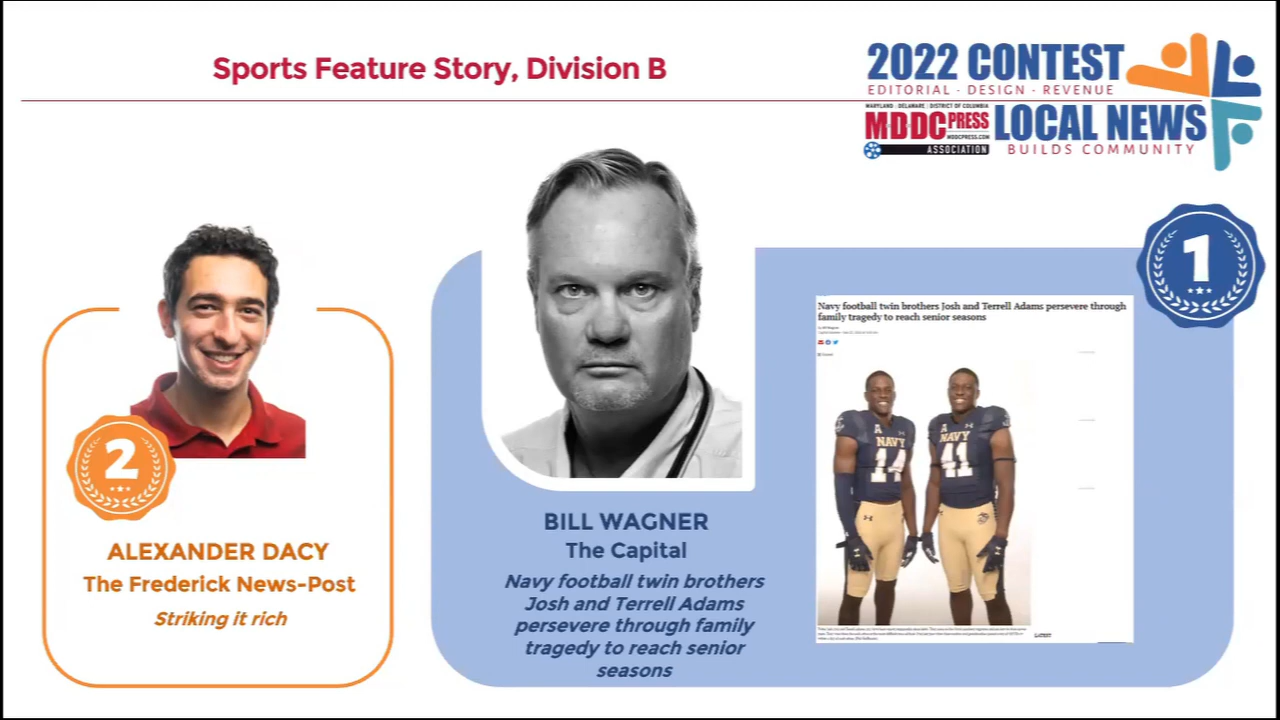 Sports Feature Story, Division B
2022 CONTEST
EDITORIAL · DESIGN · REVENUE
MARYLAND | DELAWARE | DISTRICT OF COLUMBIA
MDDC PRESS
MDDCPRESS.COM
ASSOCIATION
LOCAL NEWS
BUILDS COMMUNITY
2
ALEXANDER DACY
The Frederick News-Post
Striking it rich
1
BILL WAGNER
The Capital
Navy football twin brothers
Josh and Terrell Adams
persevere through family
tragedy to reach senior
seasons
Navy football twin brothers Josh and Terrell Adams persevere through
family tragedy to reach senior seasons
A
NAVY
14
A
NAVY
41
LATEST